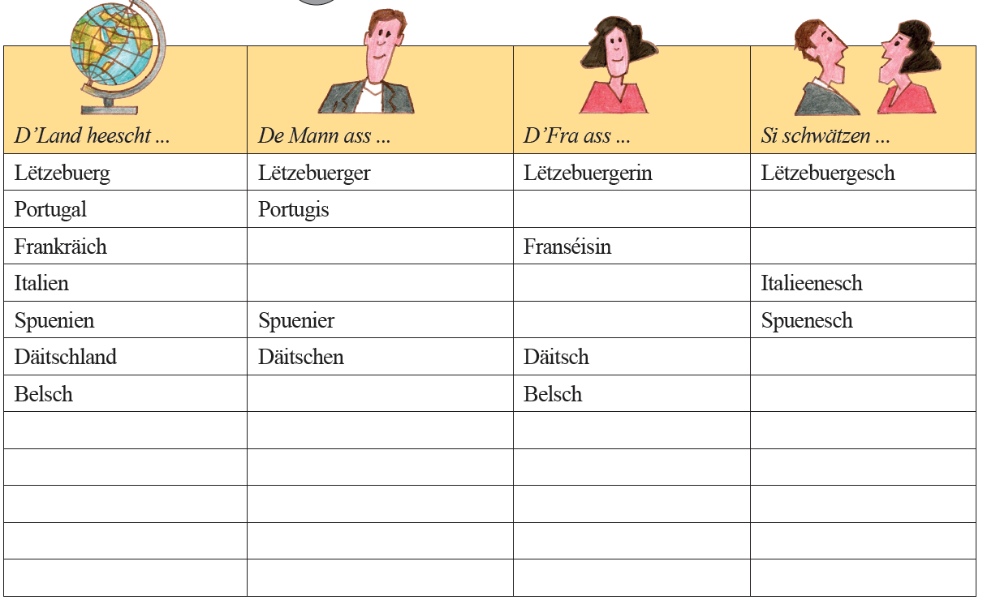 D'Land heescht ... De Mann ass ... D'Fra ass ... Si schwätzen ...
Lëtzebuerg Lëtzebuerger Lëtzebuergerin Lëtzebuergesch
Portugal Portugis
Frankräich Franséisin
Italien Italieenesch
Spuenien Spuenier Spuenesch
Däitschland Däitschen Däitsch
Belsch Belsch